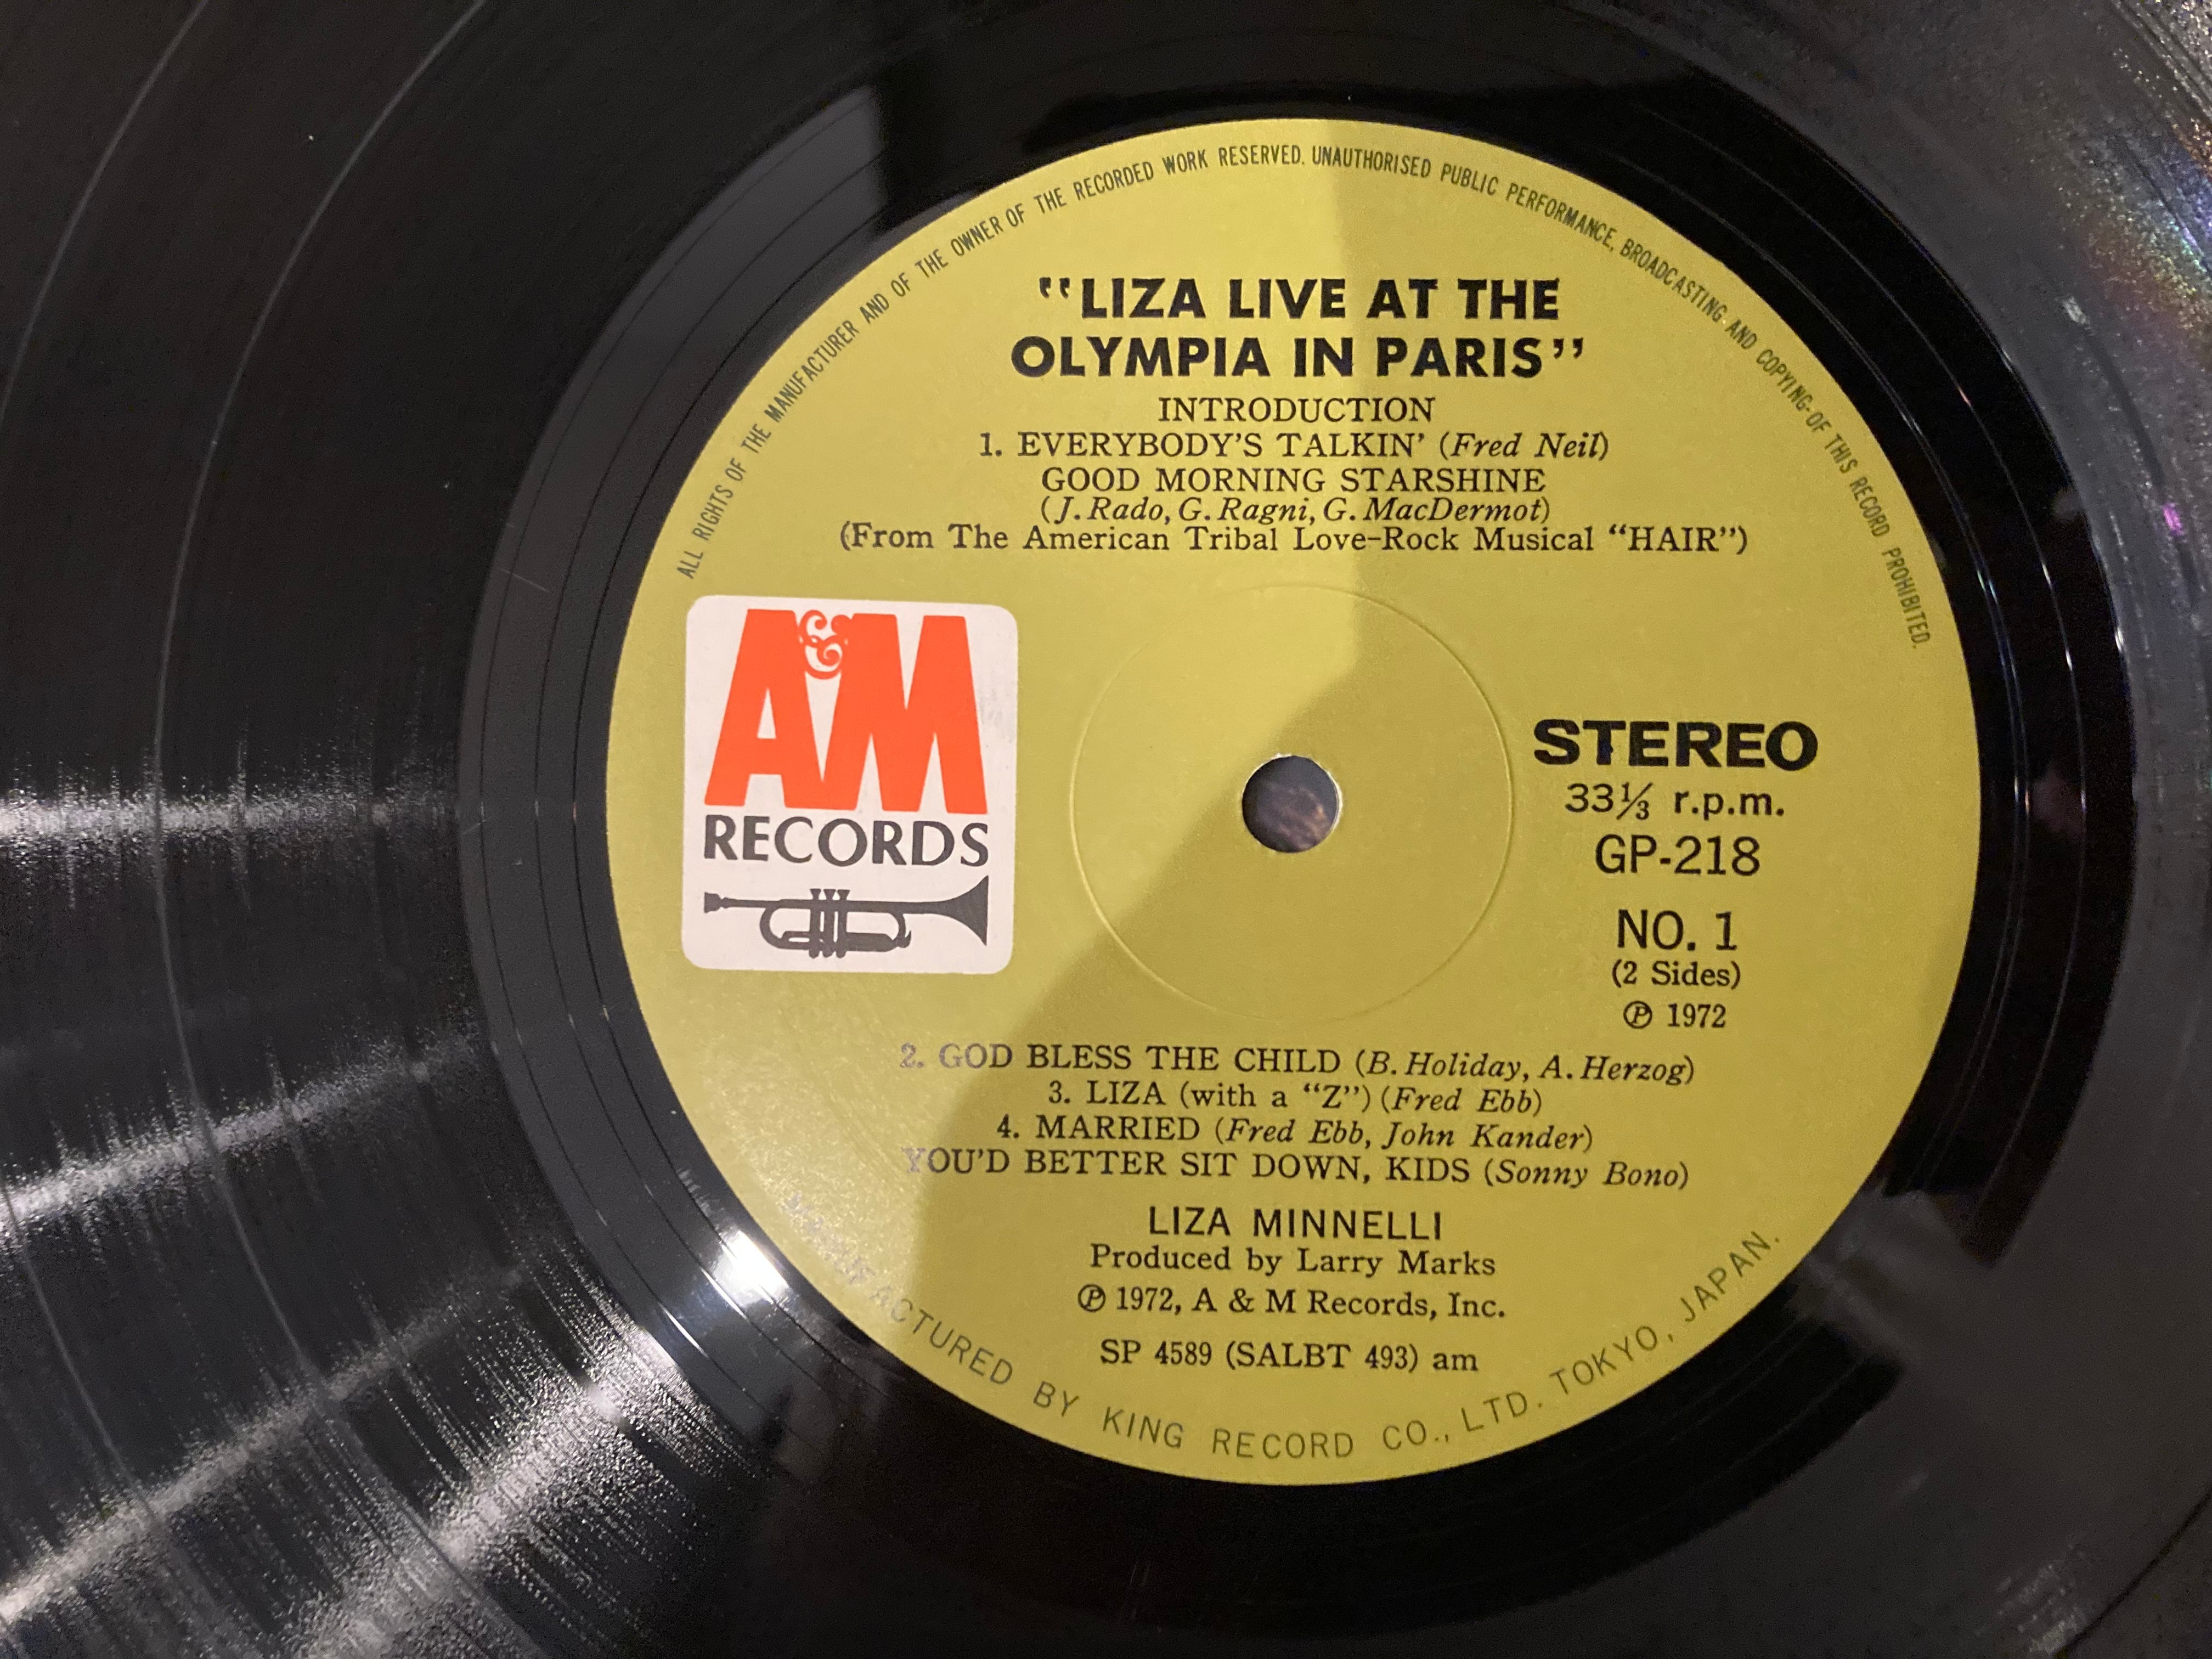 ALL RIGHTS OF THE MANUFACTURER AND OF THE OWNER OF THE RECORDED WORK RESERVED. UNAUTHORISED PUBLIC PERFORMANCE, BROADCASTING AND COPYING OF THIS RECORD PROHIBITED.
“LIZA LIVE AT THE
OLYMPIA IN PARIS”
INTRODUCTION
1. EVERYBODY'S TALKIN' (Fred Neil)
GOOD MORNING STARSHINE
(J. Rado, G. Ragni, G. MacDermot)
(From The American Tribal Love-Rock Musical “HAIR”)
A&M
RECORDS
STEREO
33⅓ r.p.m.
GP-218
NO. 1
(2 Sides)
℗ 1972
2. GOD BLESS THE CHILD (B. Holiday, A. Herzog)
3. LIZA (with a “Z”) (Fred Ebb)
4. MARRIED (Fred Ebb, John Kander)
YOU'D BETTER SIT DOWN, KIDS (Sonny Bono)
LIZA MINNELLI
Produced by Larry Marks
℗ 1972, A & M Records, Inc.
SP 4589 (SALBT 493) am
MANUFACTURED BY KING RECORD CO., LTD. TOKYO, JAPAN.